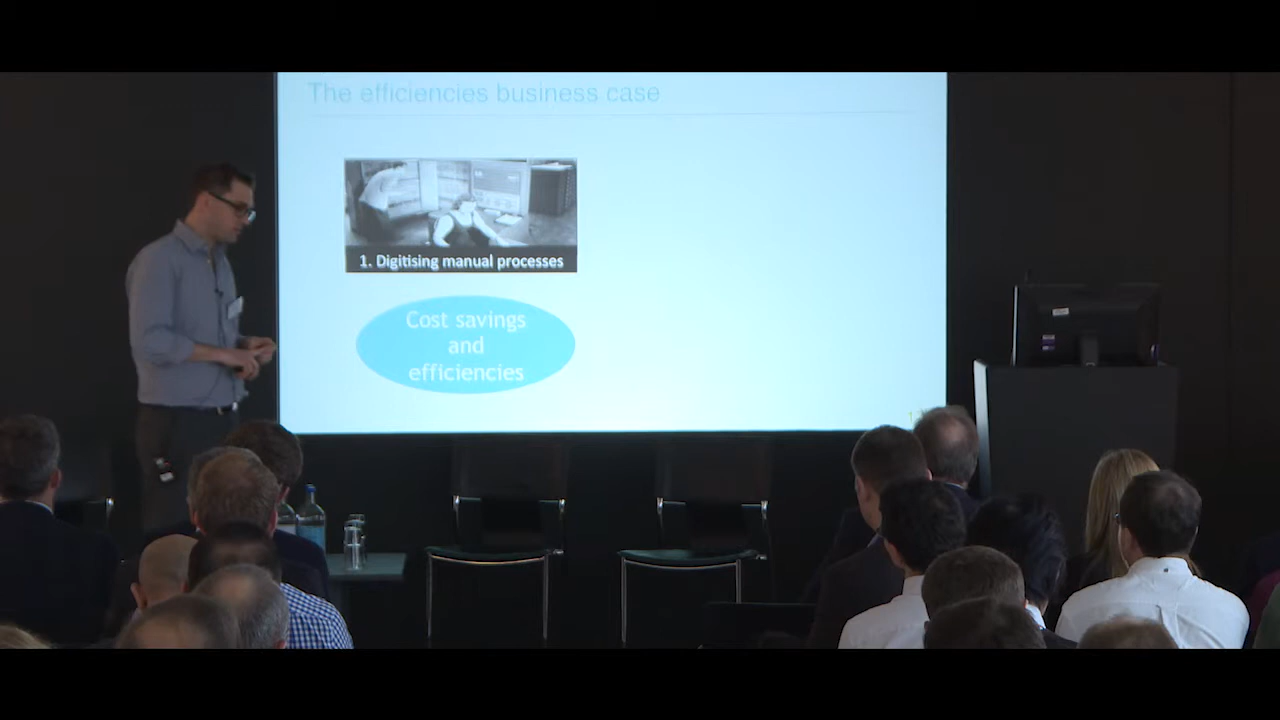 The efficiencies business case
1. Digitising manual processes
Cost savings
and
efficiencies